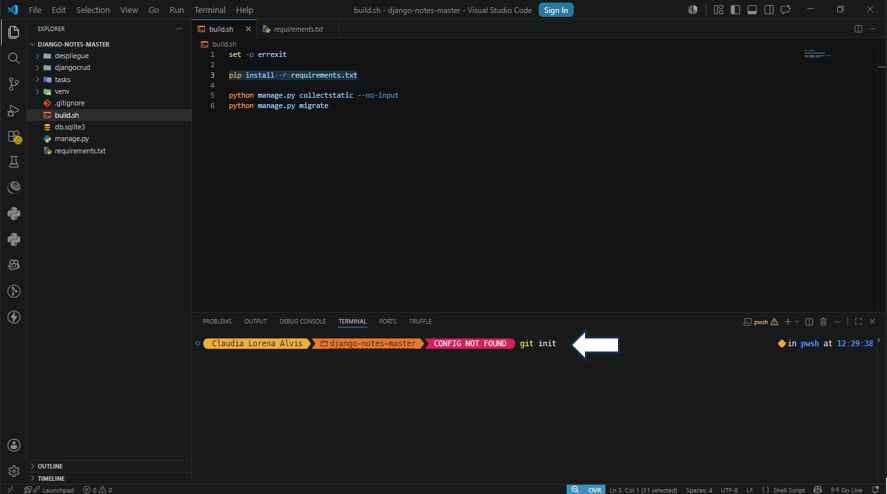 File Edit Selection View Go Run Terminal Help
build.sh - django-notes-master - Visual Studio Code
Sign In
EXPLORER
DJANGO-NOTES-MASTER
despliegue
djangocrud
tasks
venv
.gitignore
build.sh
db.sqlite3
manage.py
requirements.txt
OUTLINE
TIMELINE
build.sh
requirements.txt
build.sh
1 set -o errexit
2
3 pip install -r requirements.txt
4
5 python manage.py collectstatic --no-input
6 python manage.py migrate
PROBLEMS OUTPUT DEBUG CONSOLE TERMINAL PORTS TRUFFLE
pwsh
Claudia Lorena Alvis django-notes-master CONFIG NOT FOUND git init
in pwsh at 12:29:38
Launchpad 0 0 OVR Ln 3, Col 1 (31 selected) Spaces: 4 UTF-8 LF Shell Script Go Live